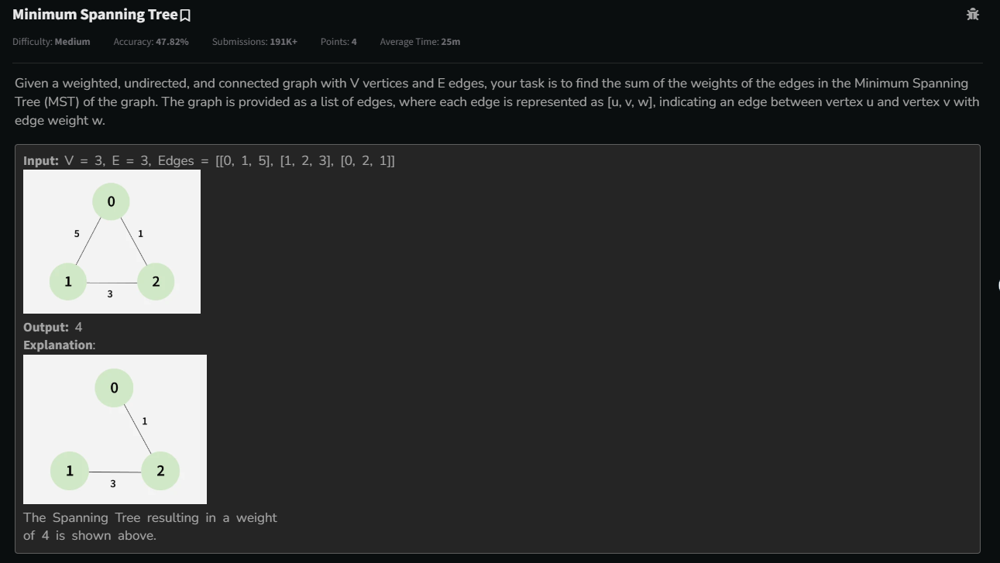 Minimum Spanning Tree
Difficulty: Medium Accuracy: 47.82% Submissions: 191K+ Points: 4 Average Time: 25m
Given a weighted, undirected, and connected graph with V vertices and E edges, your task is to find the sum of the weights of the edges in the Minimum Spanning
Tree (MST) of the graph. The graph is provided as a list of edges, where each edge is represented as [u, v, w], indicating an edge between vertex u and vertex v with
edge weight w.
Input: V = 3, E = 3, Edges = [[0, 1, 5], [1, 2, 3], [0, 2, 1]]
0
5 1
1 2
3
Output: 4
Explanation:
0
1
1 2
3
The Spanning Tree resulting in a weight
of 4 is shown above.